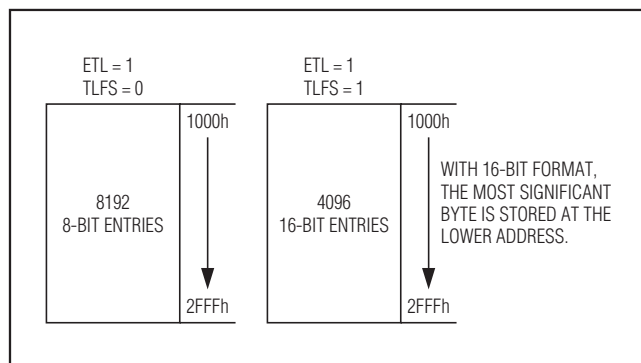 ETL = 1
TLFS = 0
1000h
8192
8-BIT ENTRIES
2FFFh
ETL = 1
TLFS = 1
1000h
4096
16-BIT ENTRIES
2FFFh
WITH 16-BIT FORMAT,
THE MOST SIGNIFICANT
BYTE IS STORED AT THE
LOWER ADDRESS.